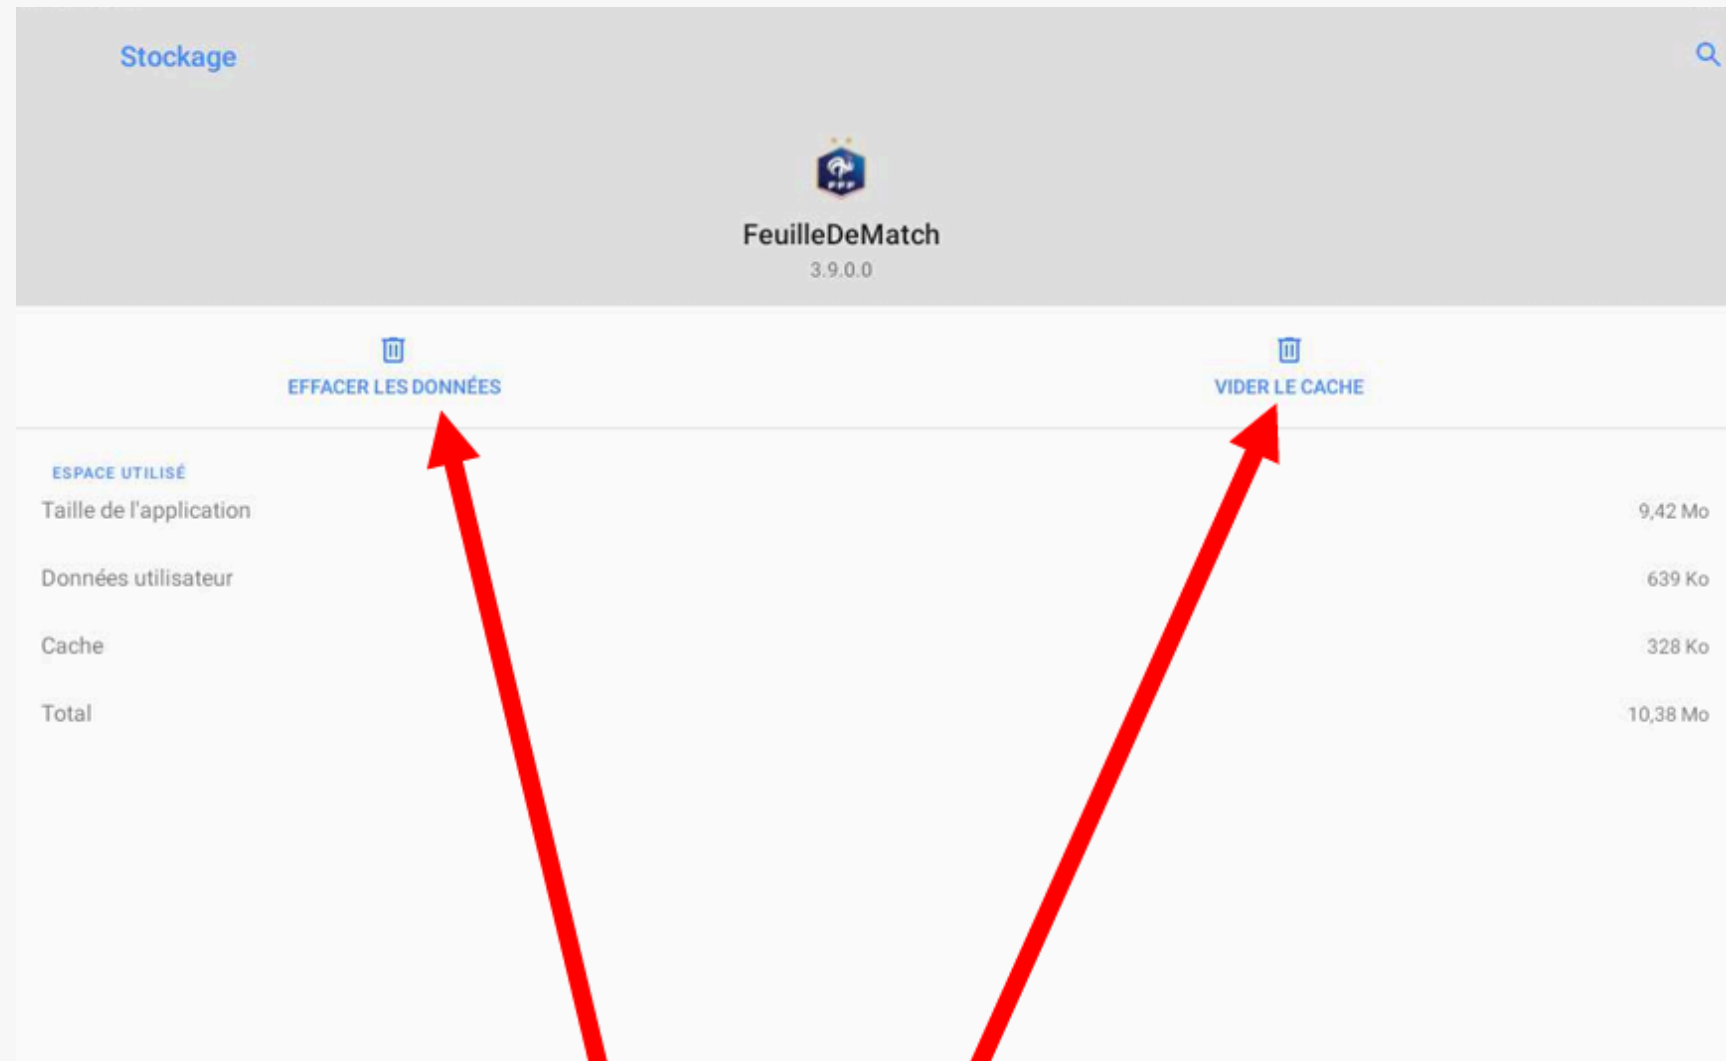 Stockage
FFF
FeuilleDeMatch
3.9.0.0
EFFACER LES DONNÉES
VIDER LE CACHE
ESPACE UTILISÉ
Taille de l'application 9,42 Mo
Données utilisateur 639 Ko
Cache 328 Ko
Total 10,38 Mo